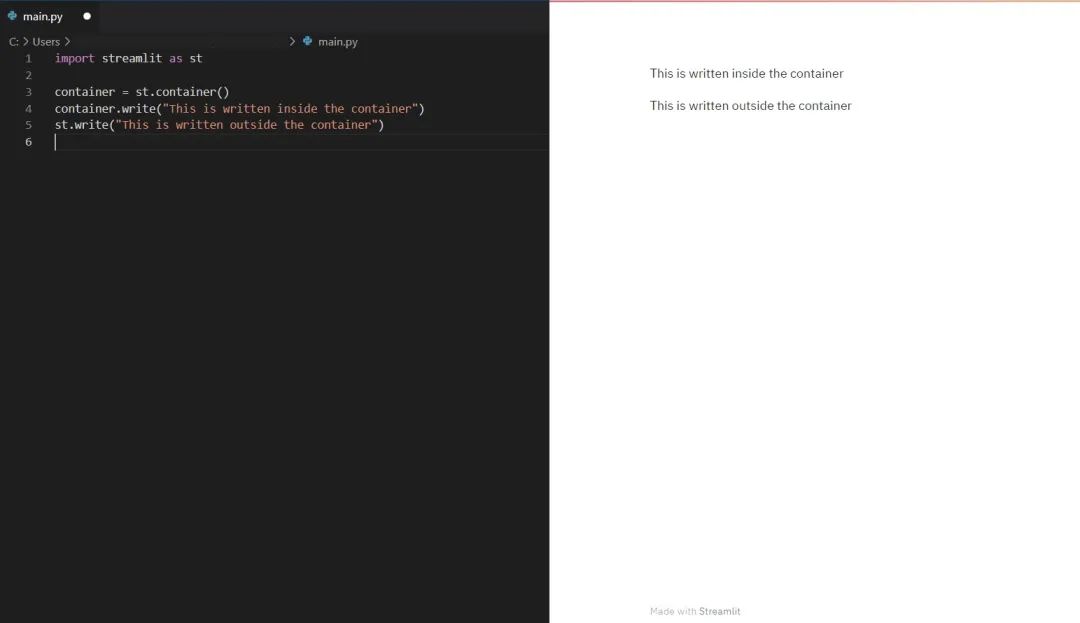 main.py
C: > Users > > main.py
1 import streamlit as st
2
3 container = st.container()
4 container.write("This is written inside the container")
5 st.write("This is written outside the container")
6
This is written inside the container
This is written outside the container
Made with Streamlit